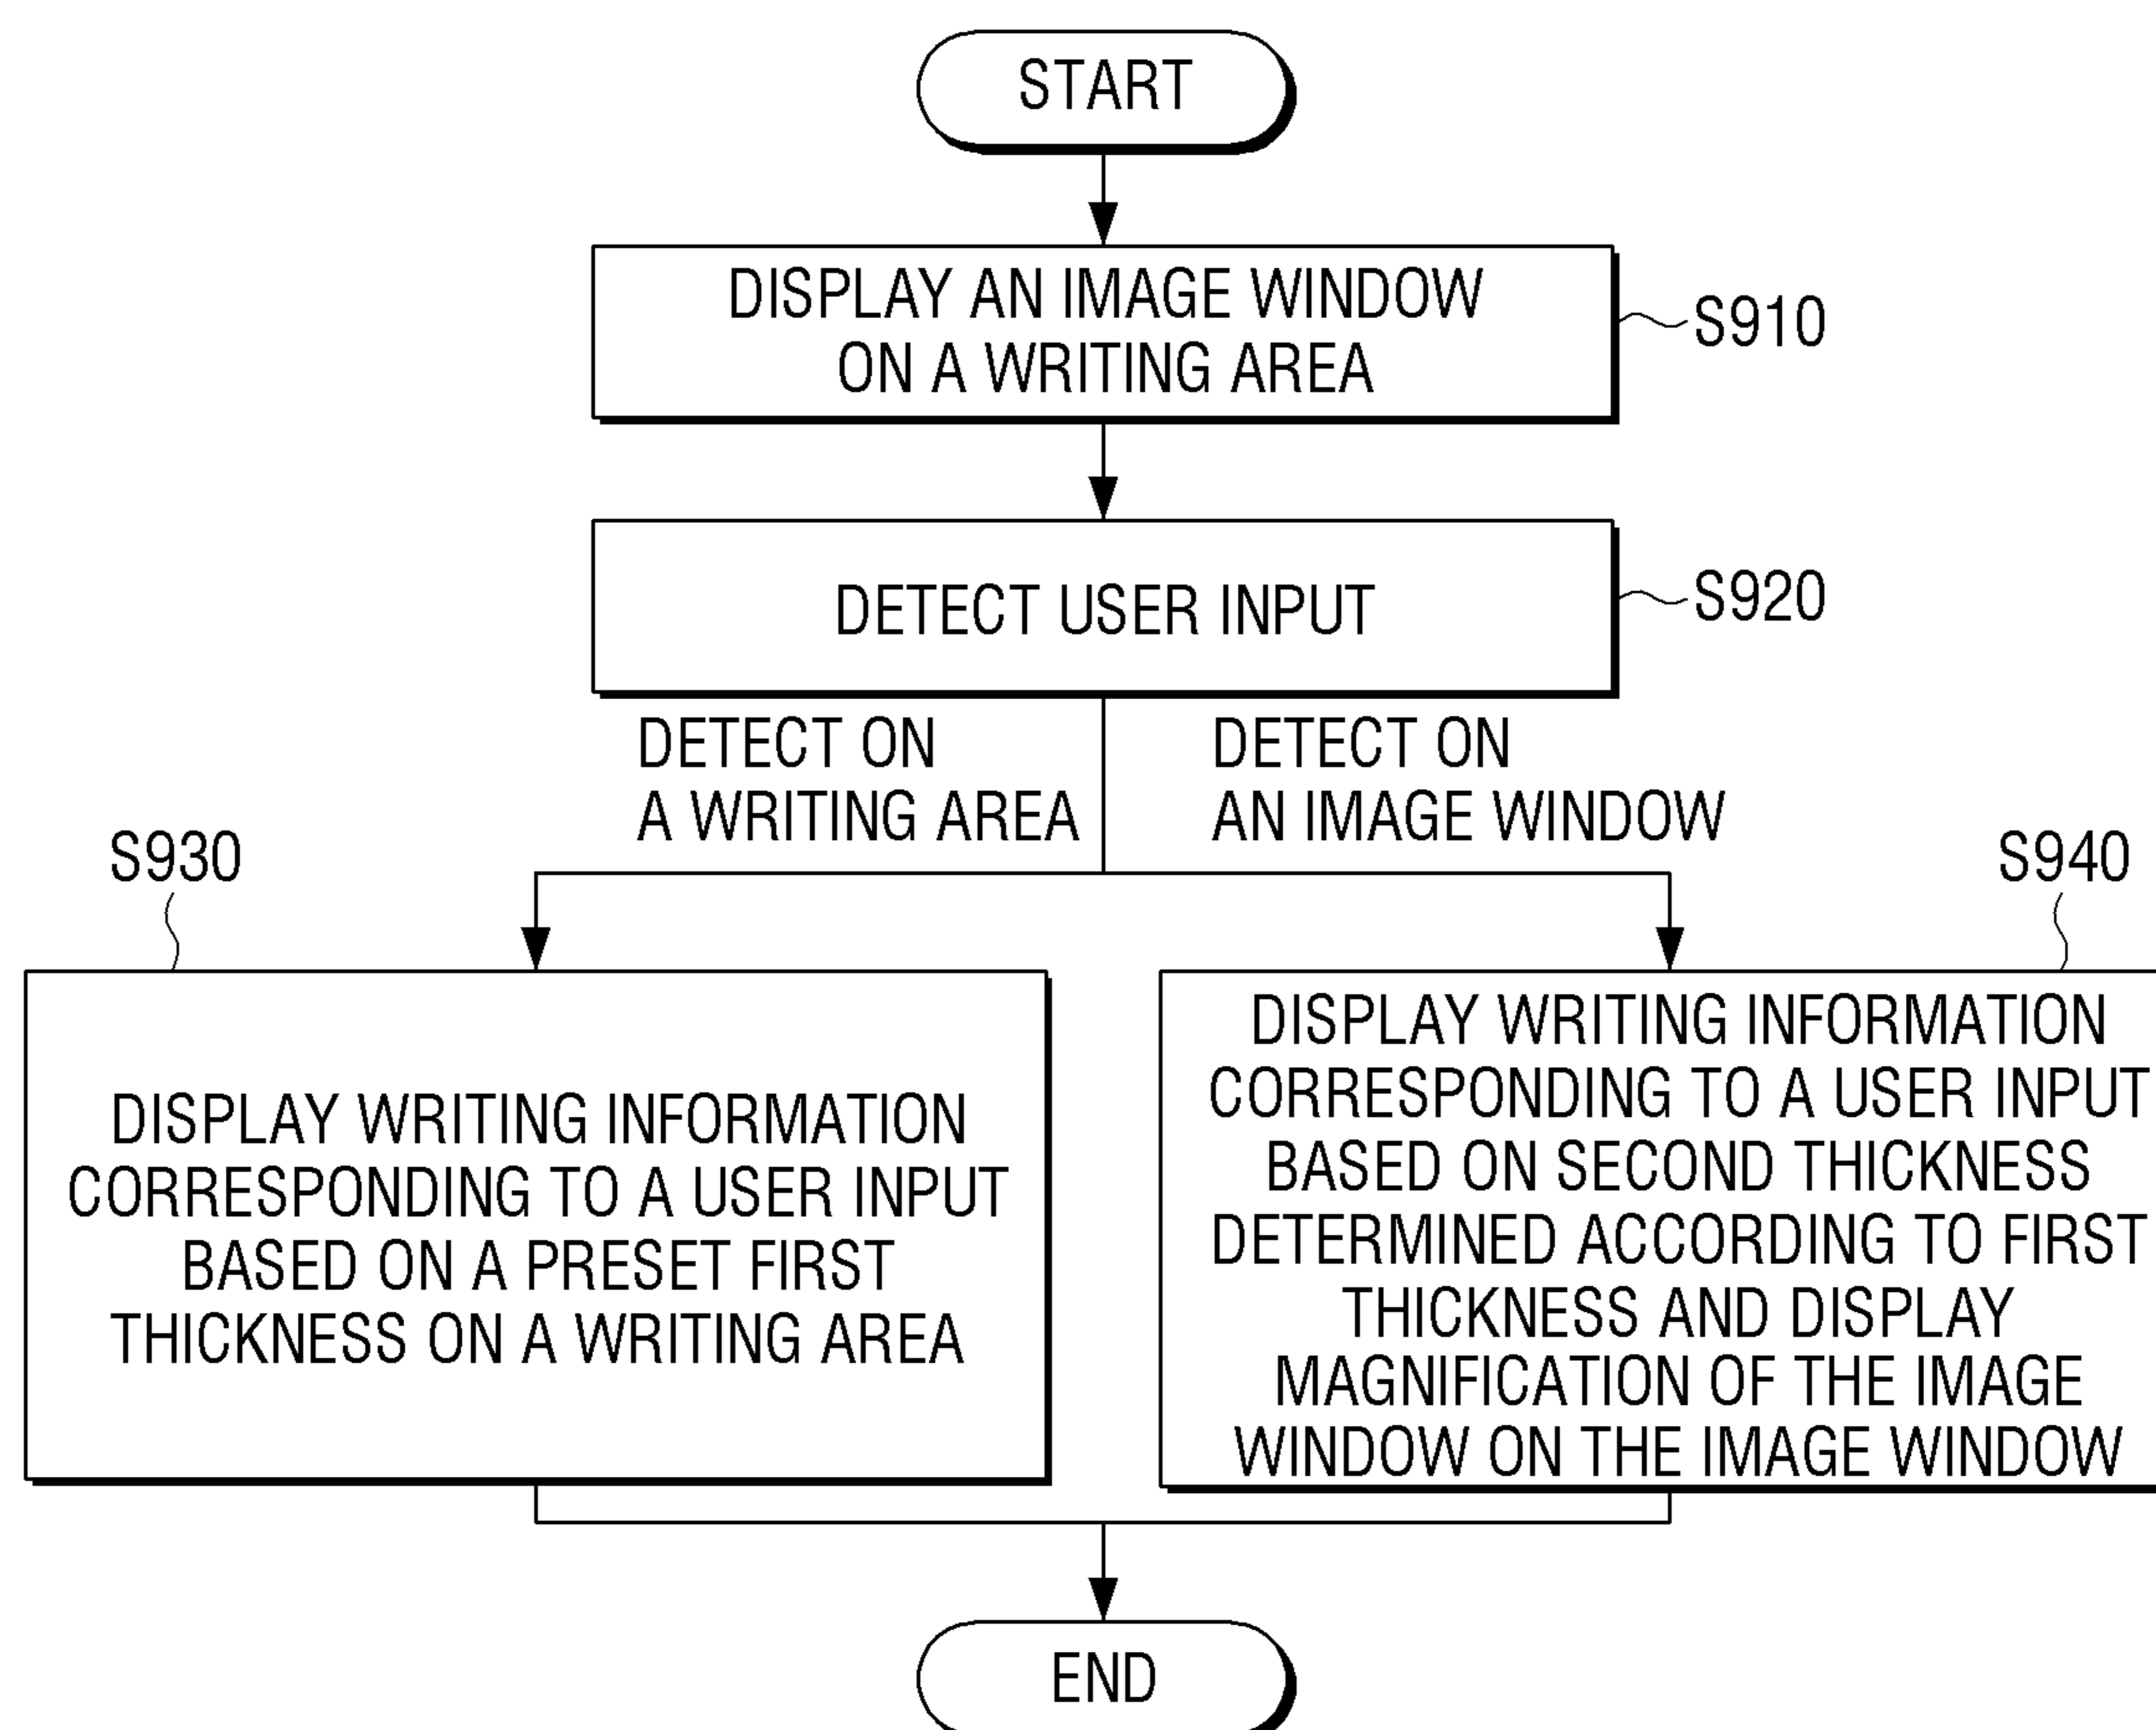 START
DISPLAY AN IMAGE WINDOW
ON A WRITING AREA
S910
DETECT USER INPUT
S920
DETECT ON
A WRITING AREA
DETECT ON
AN IMAGE WINDOW
S930
S940
DISPLAY WRITING INFORMATION
CORRESPONDING TO A USER INPUT
BASED ON A PRESET FIRST
THICKNESS ON A WRITING AREA
DISPLAY WRITING INFORMATION
CORRESPONDING TO A USER INPUT
BASED ON SECOND THICKNESS
DETERMINED ACCORDING TO FIRST
THICKNESS AND DISPLAY
MAGNIFICATION OF THE IMAGE
WINDOW ON THE IMAGE WINDOW
END